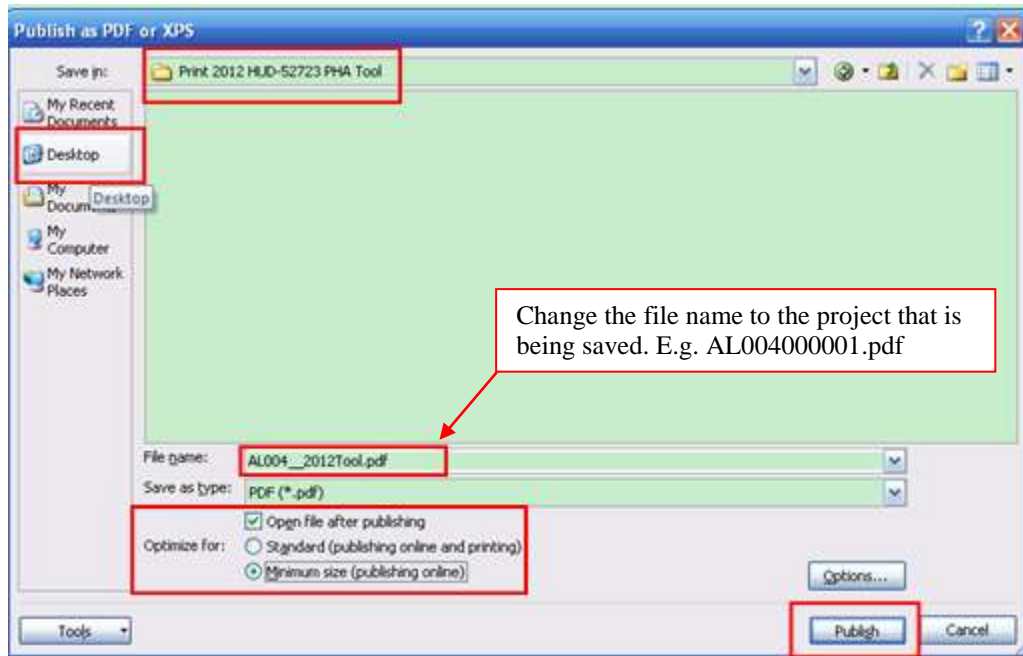 Publish as PDF or XPS
Save in:
Print 2012 HUD-52723 PHA Tool
My Recent
Documents
Desktop
My
Desktop
My
Computer
My Network
Places
Change the file name to the project that is
being saved. E.g. AL004000001.pdf
File name:
AL004__2012Tool.pdf
Save as type:
PDF (*.pdf)
Open file after publishing
Optimize for:
Standard (publishing online and printing)
Minimum size (publishing online)
Options...
Tools
Publish
Cancel